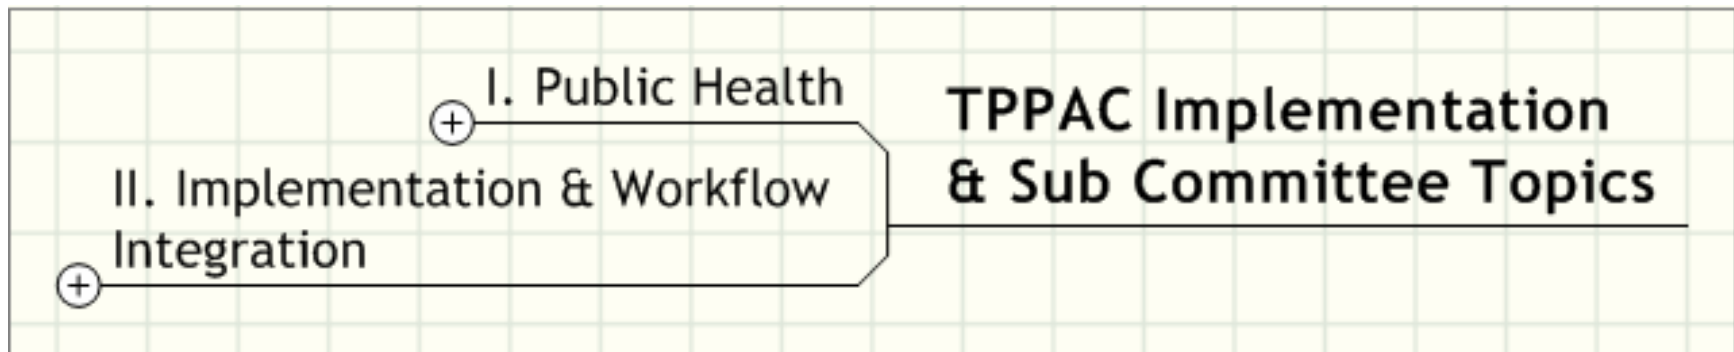 I. Public Health
II. Implementation & Workflow
Integration
TPPAC Implementation
& Sub Committee Topics